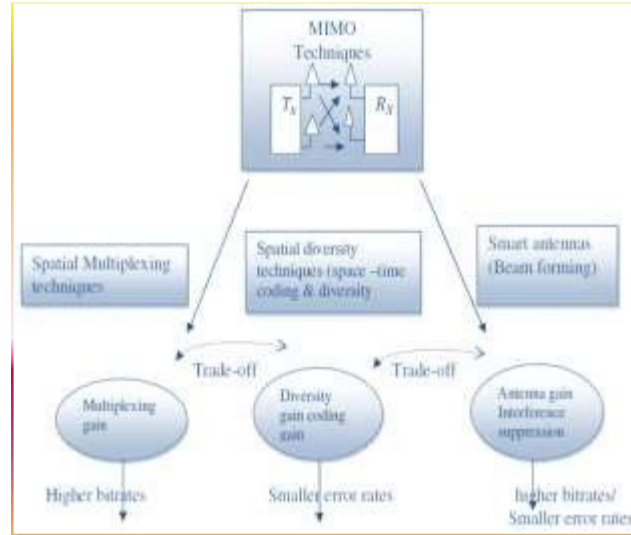 MIMO
Techniques
Tx
RX
Spatial Multiplexing
techniques
Spatial diversity
techniques (space –time
coding & diversity
Smart antennas
(Beam forming)
Trade-off
Trade-off
Multiplexing
gain
Diversity
gain coding
gain
Antenna gain
Interference
suppression
Higher bitrates
Smaller error rates
higher bitrates/
Smaller error rates